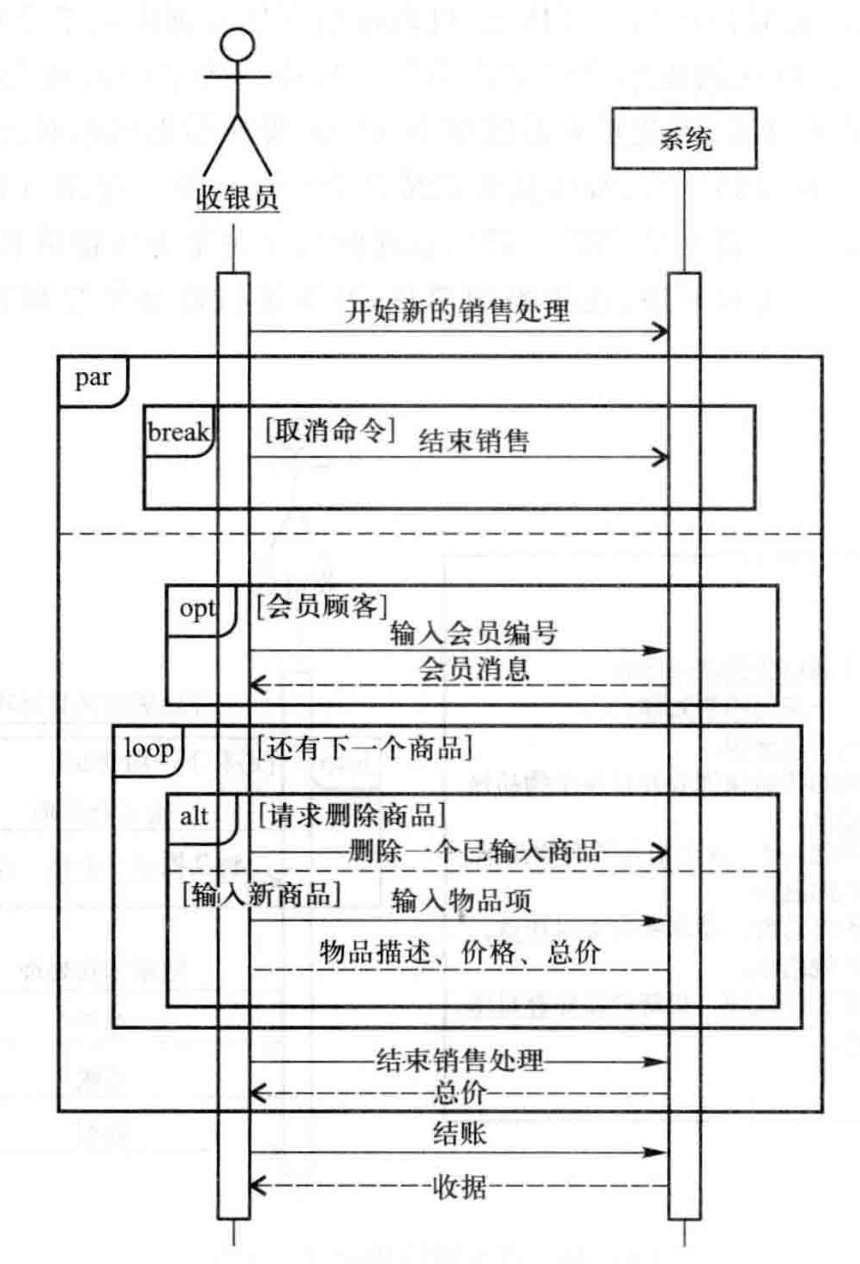 系统
收银员
开始新的销售处理
par
break
[取消命令]
结束销售
opt
[会员顾客]
输入会员编号
会员消息
loop
[还有下一个商品]
alt
[请求删除商品]
删除一个已输入商品
[输入新商品]
输入物品项
物品描述、价格、总价
结束销售处理
总价
结账
收据